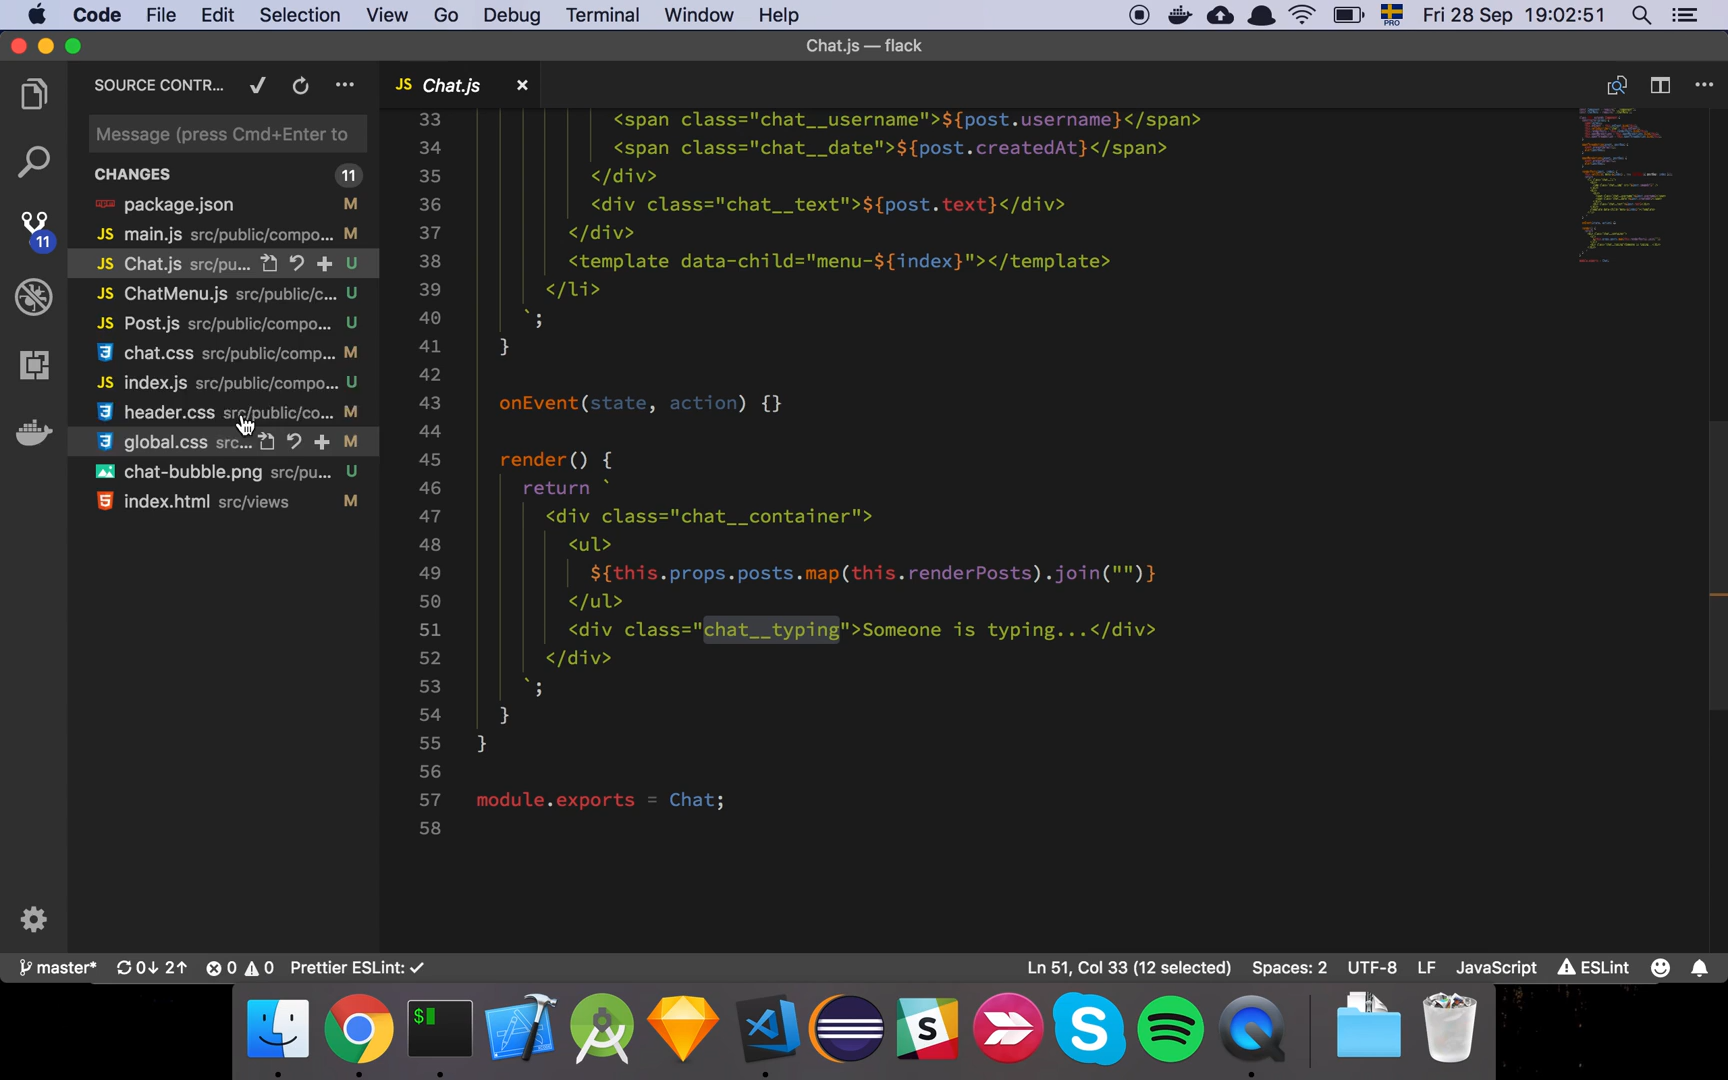 Code File Edit Selection View Go Debug Terminal Window Help PRO Fri 28 Sep 19:02:51
Chat.js — flack
SOURCE CONTR...
JS Chat.js
Message (press Cmd+Enter to
CHANGES 11
package.json M
JS main.js src/public/compo... M
JS Chat.js src/pu... U
JS ChatMenu.js src/public/c... U
JS Post.js src/public/compo... U
chat.css src/public/comp... M
JS index.js src/public/compo... U
header.css src/public/co... M
global.css src... M
chat-bubble.png src/pu... U
index.html src/views M
11
33 <span class="chat__username">${post.username}</span>
34 <span class="chat__date">${post.createdAt}</span>
35 </div>
36 <div class="chat__text">${post.text}</div>
37 </div>
38 <template data-child="menu-${index}"></template>
39 </li>
40 `;
41 }
42
43 onEvent(state, action) {}
44
45 render() {
46 return `
47 <div class="chat__container">
48 <ul>
49 ${this.props.posts.map(this.renderPosts).join("")}
50 </ul>
51 <div class="chat__typing">Someone is typing...</div>
52 </div>
53 `;
54 }
55 }
56
57 module.exports = Chat;
58
master* 0↓ 2↑ 0 0 Prettier ESLint: ✓ Ln 51, Col 33 (12 selected) Spaces: 2 UTF-8 LF JavaScript ESLint
$
S
S